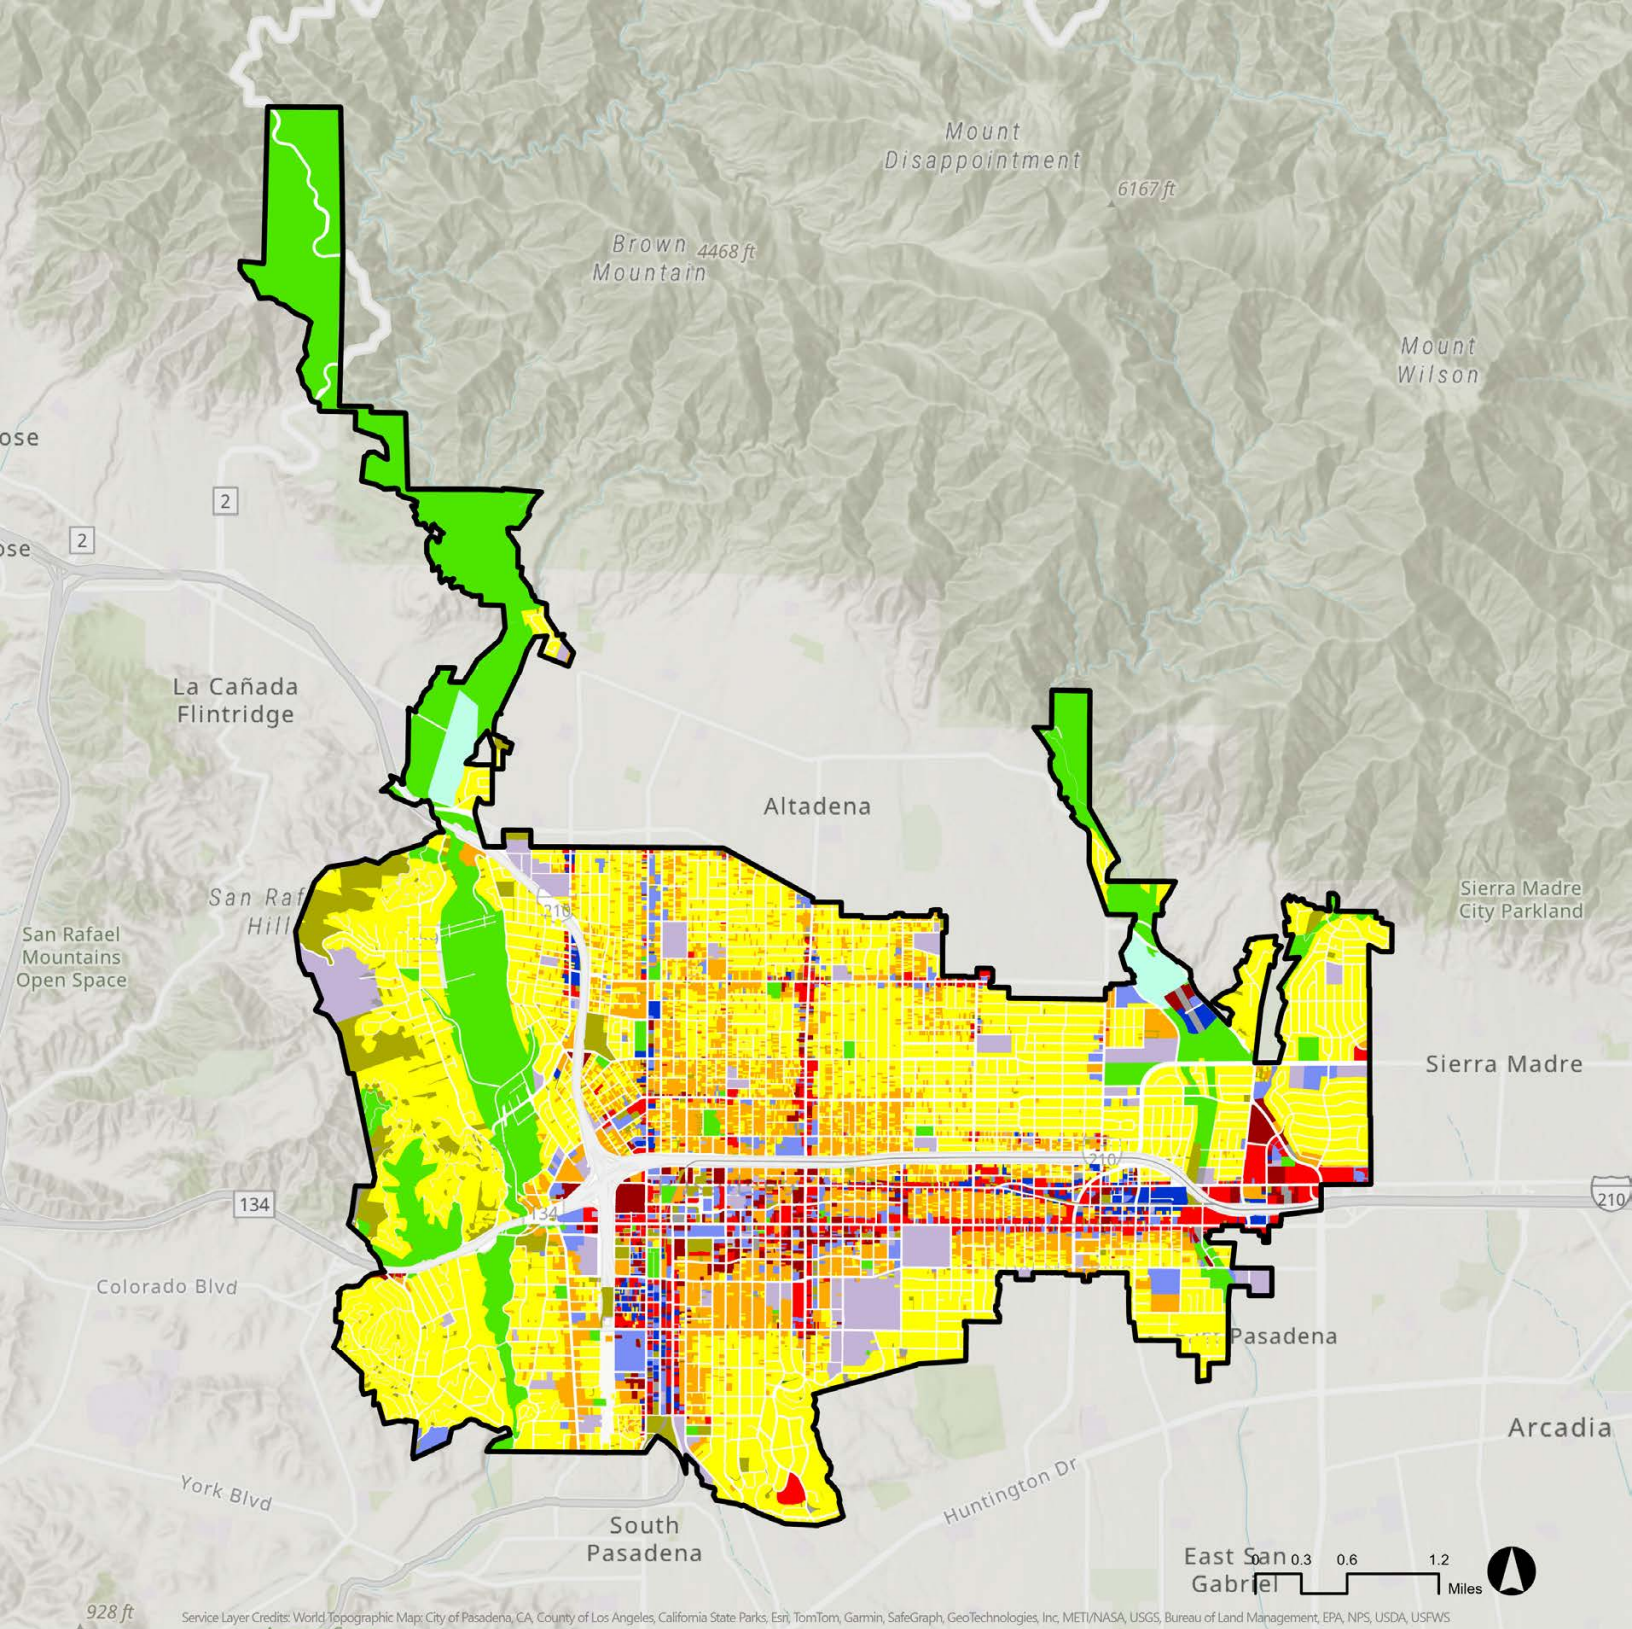 Mount
Disappointment
6167 ft
Brown
Mountain
4468 ft
Mount
Wilson
ose
2
2
ose
La Cañada
Flintridge
Altadena
San Raf
Hill
210
Sierra Madre
City Parkland
San Rafael
Mountains
Open Space
Sierra Madre
210
134
134
210
Colorado Blvd
Pasadena
Arcadia
York Blvd
Huntington Dr
South
Pasadena
East San
Gabriel
0 0.3 0.6 1.2
Miles
928 ft
Service Layer Credits: World Topographic Map: City of Pasadena, CA, County of Los Angeles, California State Parks, Esri, TomTom, Garmin, SafeGraph, GeoTechnologies, Inc, METI/NASA, USGS, Bureau of Land Management, EPA, NPS, USDA, USFWS